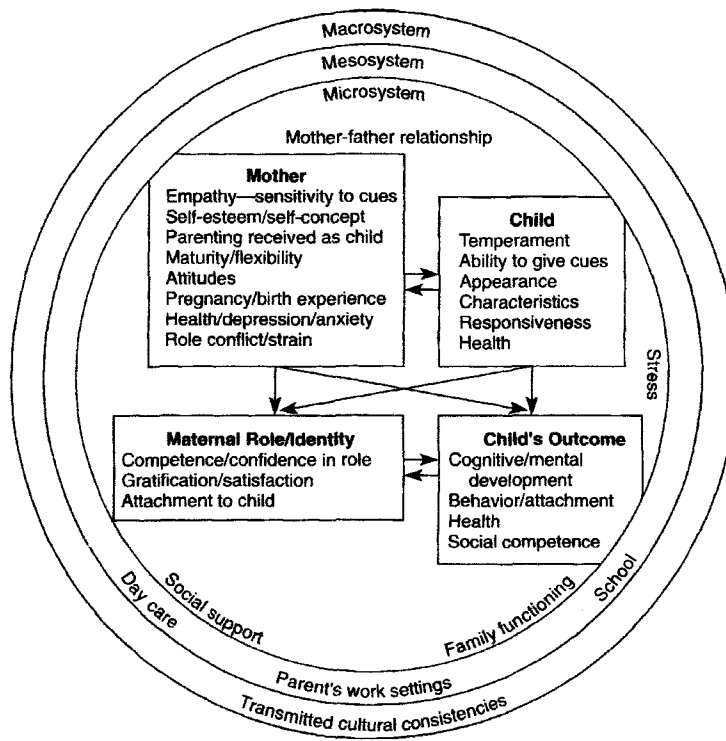 Macrosystem
Mesosystem
Microsystem
Mother-father relationship
Mother
Empathy—sensitivity to cues
Self-esteem/self-concept
Parenting received as child
Maturity/flexibility
Attitudes
Pregnancy/birth experience
Health/depression/anxiety
Role conflict/strain
Child
Temperament
Ability to give cues
Appearance
Characteristics
Responsiveness
Health
Stress
Maternal Role/Identity
Competence/confidence in role
Gratification/satisfaction
Attachment to child
Child's Outcome
Cognitive/mental
development
Behavior/attachment
Health
Social competence
Social support
Family functioning
Day care
School
Parent's work settings
Transmitted cultural consistencies